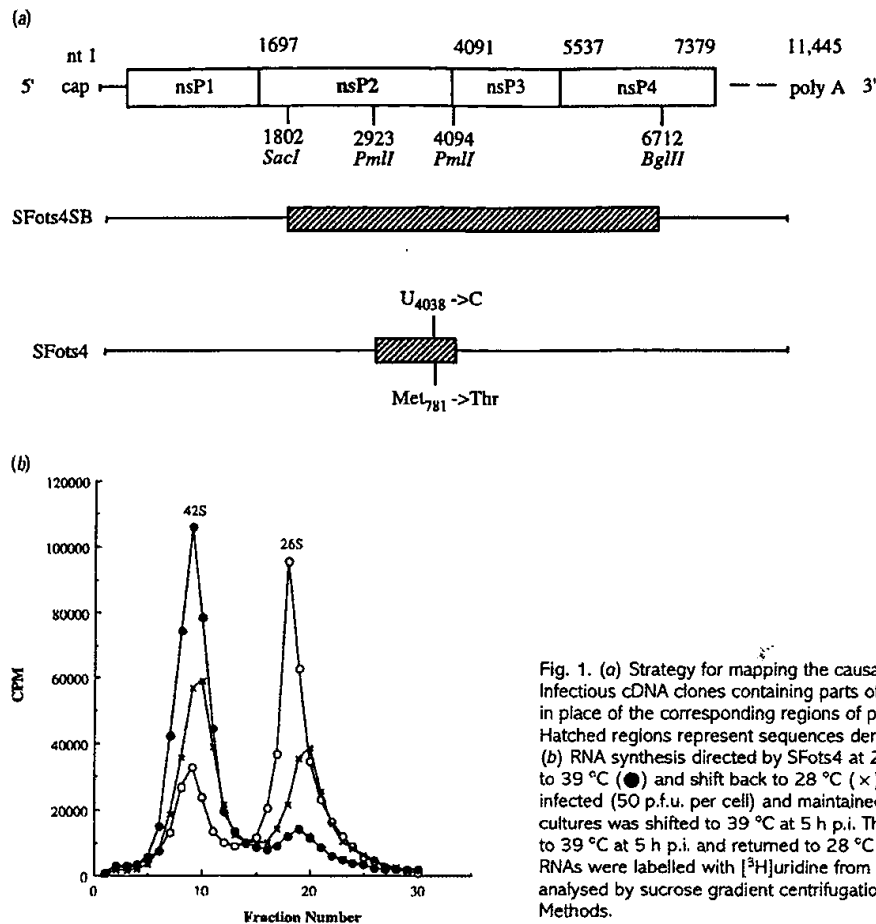 (a)
1697 4091 5537 7379 11,445
nt 1
5' cap nsP1 nsP2 nsP3 nsP4 poly A 3'
1802 2923 4094 6712
SacI PmlI PmlI BglII
SFots4SB
U4038 ->C
SFots4
Met781 ->Thr
(b)
120000
100000
80000
60000
40000
20000
0
CPM
42S
26S
0 10 20 30 40
Fraction Number
Fig. 1. (a) Strategy for mapping the causa
Infectious cDNA clones containing parts of
in place of the corresponding regions of p
Hatched regions represent sequences der
(b) RNA synthesis directed by SFots4 at 2
to 39 °C (●) and shift back to 28 °C (×)
infected (50 p.f.u. per cell) and maintaine
cultures was shifted to 39 °C at 5 h p.i. Th
to 39 °C at 5 h p.i. and returned to 28 °C
RNAs were labelled with [³H]uridine from
analysed by sucrose gradient centrifugatio
Methods.